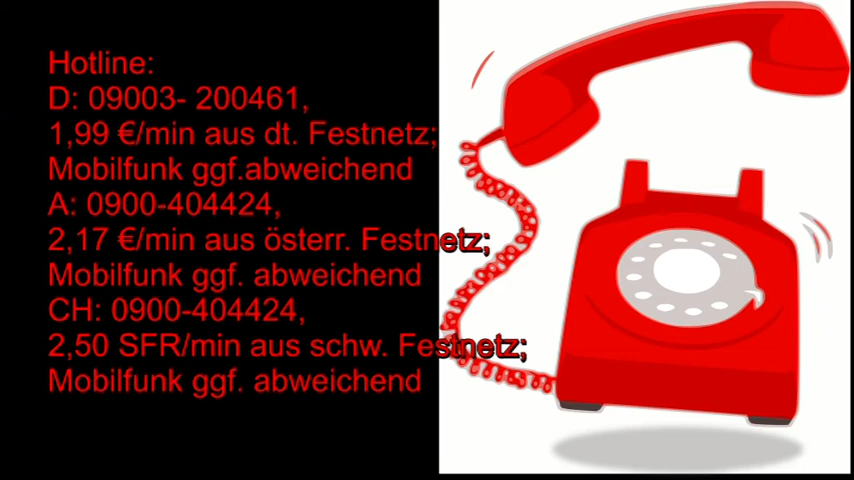 Hotline:
D: 09003- 200461,
1,99 €/min aus dt. Festnetz;
Mobilfunk ggf.abweichend
A: 0900-404424,
2,17 €/min aus österr. Festnetz;
Mobilfunk ggf. abweichend
CH: 0900-404424,
2,50 SFR/min aus schw. Festnetz;
Mobilfunk ggf. abweichend